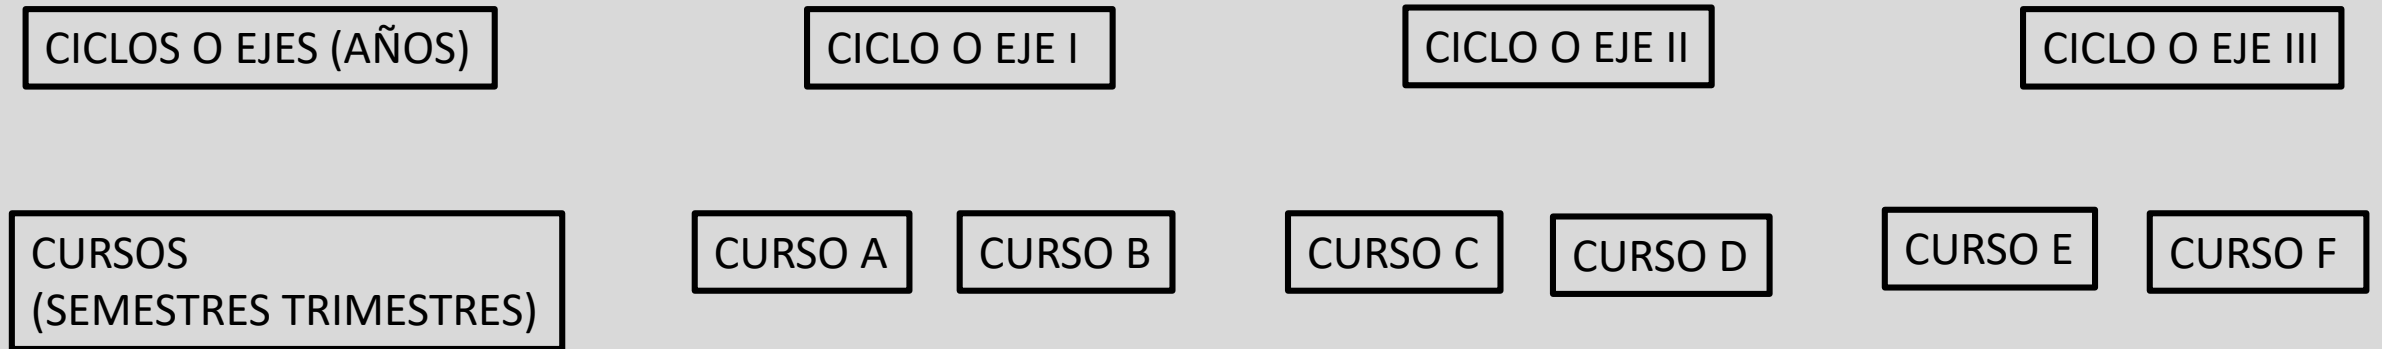 CICLOS O EJES (AÑOS)
CICLO O EJE I
CICLO O EJE II
CICLO O EJE III
CURSOS
(SEMESTRES TRIMESTRES)
CURSO A
CURSO B
CURSO C
CURSO D
CURSO E
CURSO F